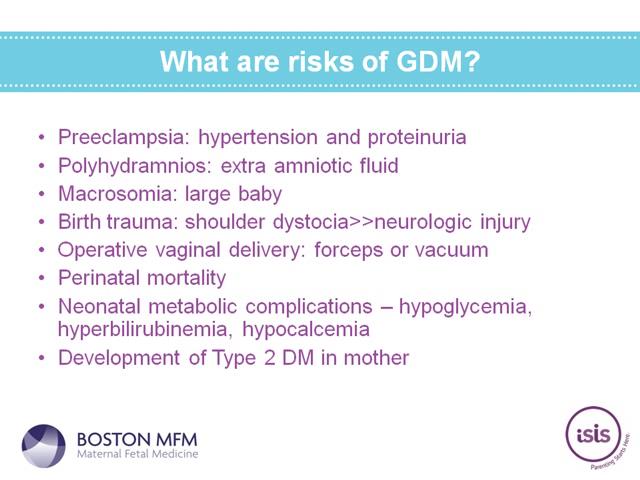 What are risks of GDM?
• Preeclampsia: hypertension and proteinuria
• Polyhydramnios: extra amniotic fluid
• Macrosomia: large baby
• Birth trauma: shoulder dystocia>>neurologic injury
• Operative vaginal delivery: forceps or vacuum
• Perinatal mortality
• Neonatal metabolic complications – hypoglycemia,
hyperbilirubinemia, hypocalcemia
• Development of Type 2 DM in mother
BOSTON MFM
Maternal Fetal Medicine
isis
Parenting Starts Here.